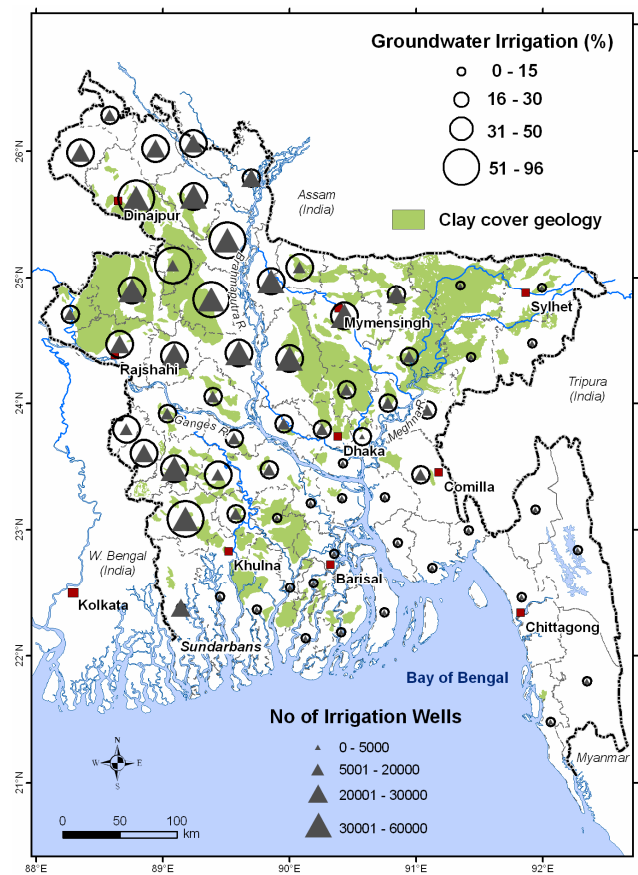 Groundwater Irrigation (%)
0 - 15
16 - 30
31 - 50
51 - 96
Clay cover geology
26°N
25°N
24°N
23°N
22°N
21°N
Assam
(India)
Dinajpur
Brahmaputra R.
Sylhet
Mymensingh
Rajshahi
Tripura
(India)
Ganges R.
Meghna R.
Dhaka
Comilla
W. Bengal
(India)
Khulna
Barisal
Kolkata
Chittagong
Sundarbans
Bay of Bengal
No of Irrigation Wells
0 - 5000
5001 - 20000
20001 - 30000
30001 - 60000
Myanmar
N
W
E
S
0
50
100
km
88°E
89°E
90°E
91°E
92°E